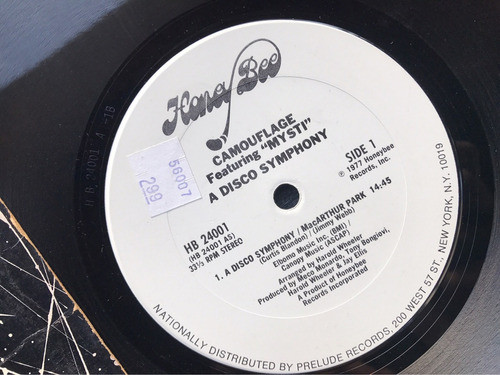 Honey Bee
CAMOUFLAGE
Featuring "MYSTI"
A DISCO SYMPHONY
SIDE 1
℗ 1977 Honeybee
Records, Inc.
56007
299
HB 24001
(HB 24001 AS)
33⅓ RPM STEREO
1. A DISCO SYMPHONY / MacARTHUR PARK 14:45
(Curtis Blandon) / (Jimmy Webb)
Elbomo Music Inc. (BMI) /
Canopy Music (ASCAP)
Arranged by Harold Wheeler
Produced by Meco Monardo, Tony Bongiovi,
Harold Wheeler & Jay Ellis
A Product of Honeybee
Records Incorporated
NATIONALLY DISTRIBUTED BY PRELUDE RECORDS, 200 WEST 57 ST., NEW YORK, N.Y. 10019